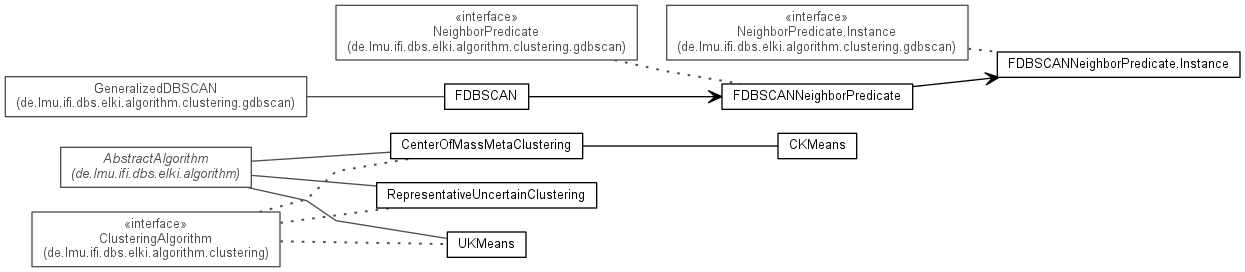 «interface»
NeighborPredicate
(de.lmu.ifi.dbs.elki.algorithm.clustering.gdbscan)
«interface»
NeighborPredicate.Instance
(de.lmu.ifi.dbs.elki.algorithm.clustering.gdbscan)
FDBSCANNeighborPredicate.Instance
GeneralizedDBSCAN
(de.lmu.ifi.dbs.elki.algorithm.clustering.gdbscan)
FDBSCAN
FDBSCANNeighborPredicate
CenterOfMassMetaClustering
CKMeans
AbstractAlgorithm
(de.lmu.ifi.dbs.elki.algorithm)
RepresentativeUncertainClustering
«interface»
ClusteringAlgorithm
(de.lmu.ifi.dbs.elki.algorithm.clustering)
UKMeans